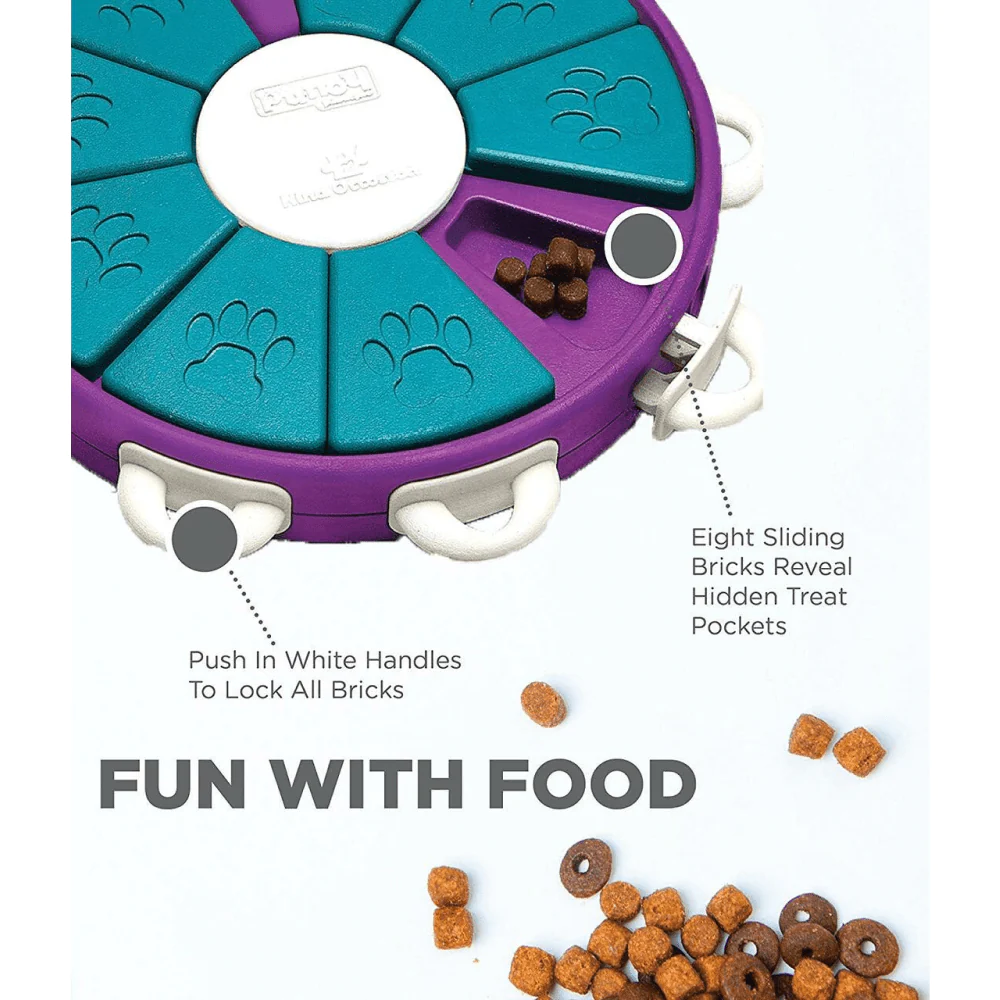 Nina Ottosson
Eight Sliding
Bricks Reveal
Hidden Treat
Pockets
Push In White Handles
To Lock All Bricks
FUN WITH FOOD